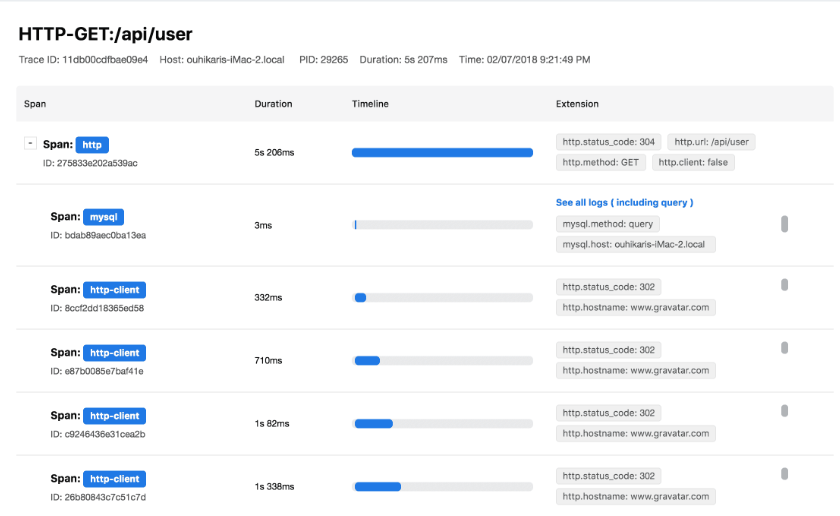 HTTP-GET:/api/user
Trace ID: 11db00cdfbae09e4 Host: ouhikaris-iMac-2.local PID: 29265 Duration: 5s 207ms Time: 02/07/2018 9:21:49 PM
Span Duration Timeline Extension
- Span: http 5s 206ms http.status_code: 304 http.url: /api/user
ID: 275833e202a539ac http.method: GET http.client: false
See all logs ( including query )
Span: mysql 3ms mysql.method: query
ID: bdab89aec0ba13ea mysql.host: ouhikaris-iMac-2.local
Span: http-client 332ms http.status_code: 302
ID: 8ccf2dd18365ed58 http.hostname: www.gravatar.com
Span: http-client 710ms http.status_code: 302
ID: e87b0085e7baf41e http.hostname: www.gravatar.com
Span: http-client 1s 82ms http.status_code: 302
ID: c9246436e31cea2b http.hostname: www.gravatar.com
Span: http-client 1s 338ms http.status_code: 302
ID: 26b80843c7c51c7d http.hostname: www.gravatar.com